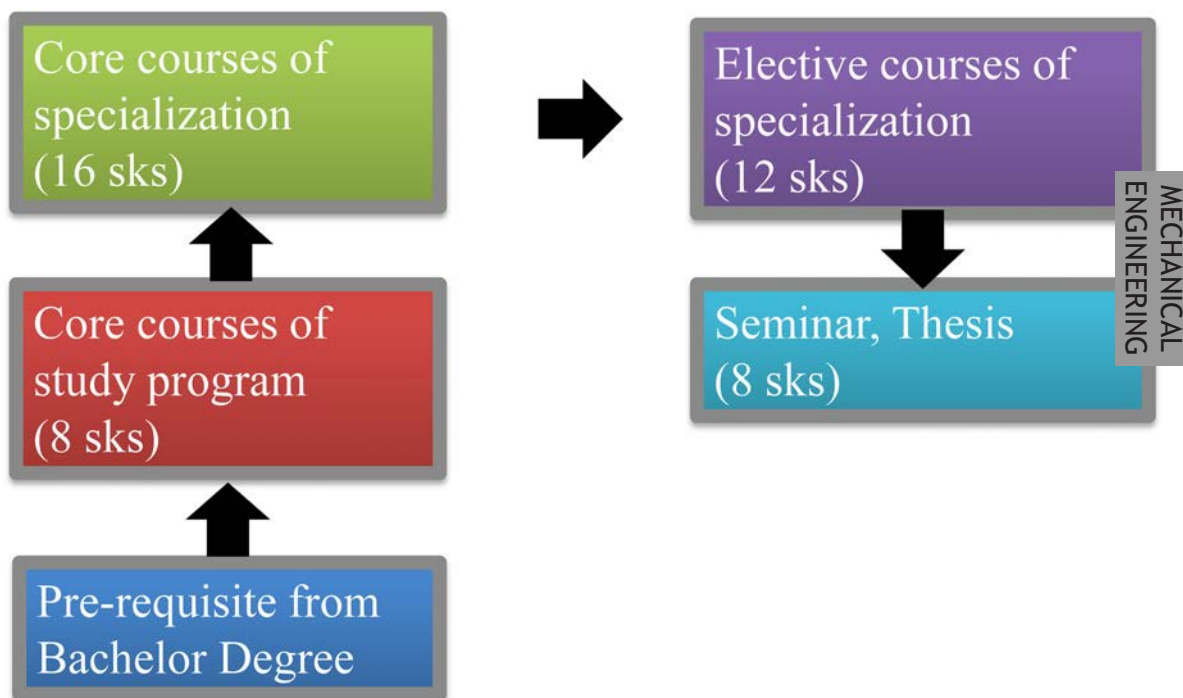 Core courses of
specialization
(16 sks)
Elective courses of
specialization
(12 sks)
Core courses of
study program
(8 sks)
Seminar, Thesis
(8 sks)
Pre-requisite from
Bachelor Degree
MECHANICAL
ENGINEERING